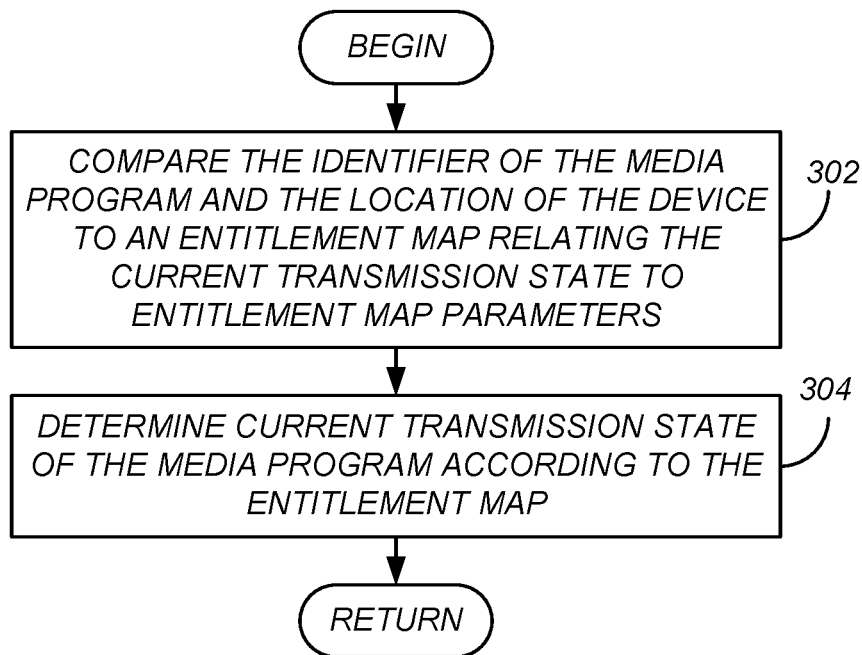 BEGIN
COMPARE THE IDENTIFIER OF THE MEDIA
PROGRAM AND THE LOCATION OF THE DEVICE
TO AN ENTITLEMENT MAP RELATING THE
CURRENT TRANSMISSION STATE TO
ENTITLEMENT MAP PARAMETERS
302
DETERMINE CURRENT TRANSMISSION STATE
OF THE MEDIA PROGRAM ACCORDING TO THE
ENTITLEMENT MAP
304
RETURN